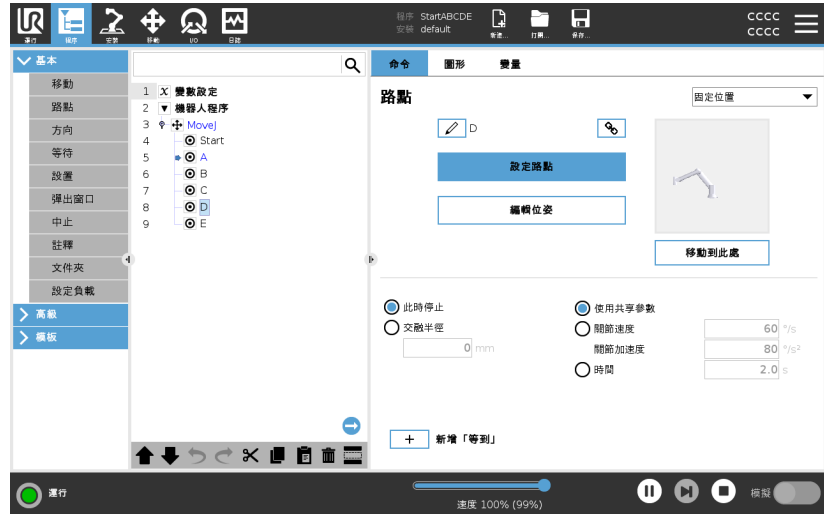 UR
運行
程序
安裝
移動
I/O
日誌
程序 StartABCDE
安裝 default
新建...
打開...
保存...
cccc
cccc
基本
移動
路點
方向
等待
設置
彈出窗口
中止
註釋
文件夾
設定負載
高級
模板
1 X 變數設定
2 機器人程序
3 MoveJ
4 Start
5 A
6 B
7 C
8 D
9 E
命令 圖形 變量
路點
固定位置
D
設定路點
編輯位姿
移動到此處
此時停止
交融半徑
0 mm
使用共享參數
關節速度 60 °/s
關節加速度 80 °/s²
時間 2.0 s
+ 新增「等到」
運行
速度 100% (99%)
模擬